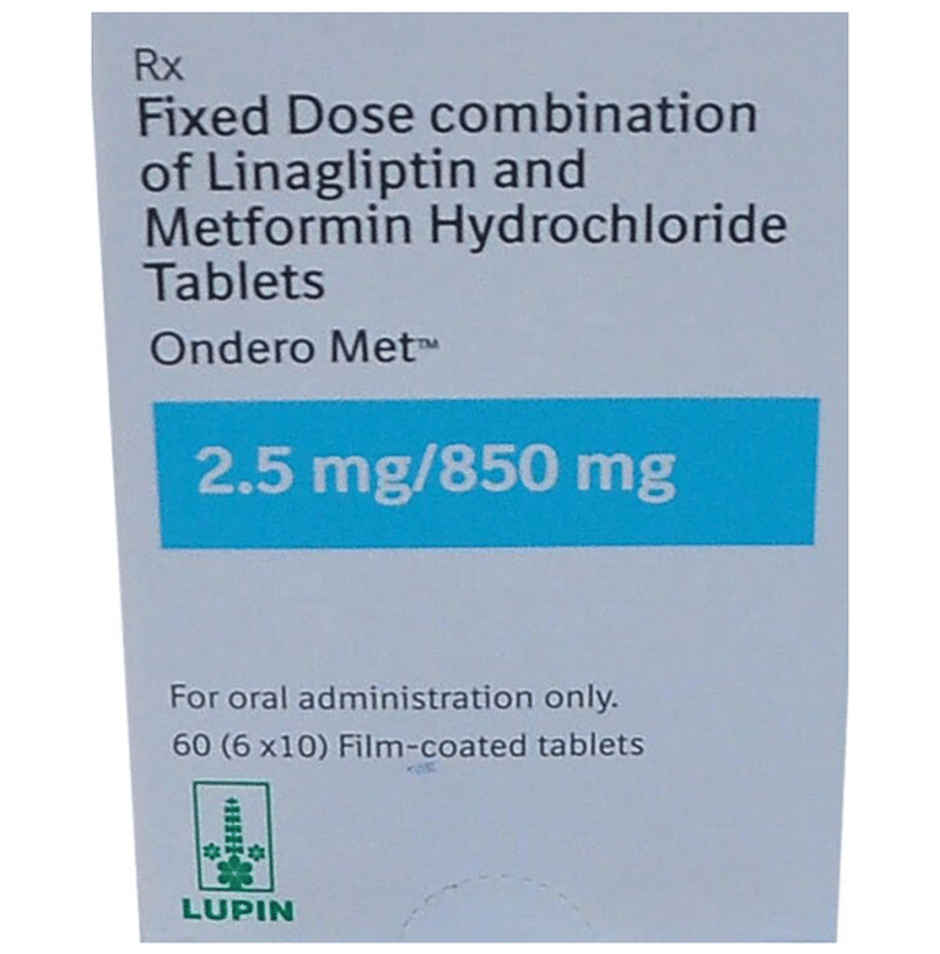 Rx
Fixed Dose combination
of Linagliptin and
Metformin Hydrochloride
Tablets
Ondero Met™
2.5 mg/850 mg
For oral administration only.
60 (6 x10) Film-coated tablets
LUPIN